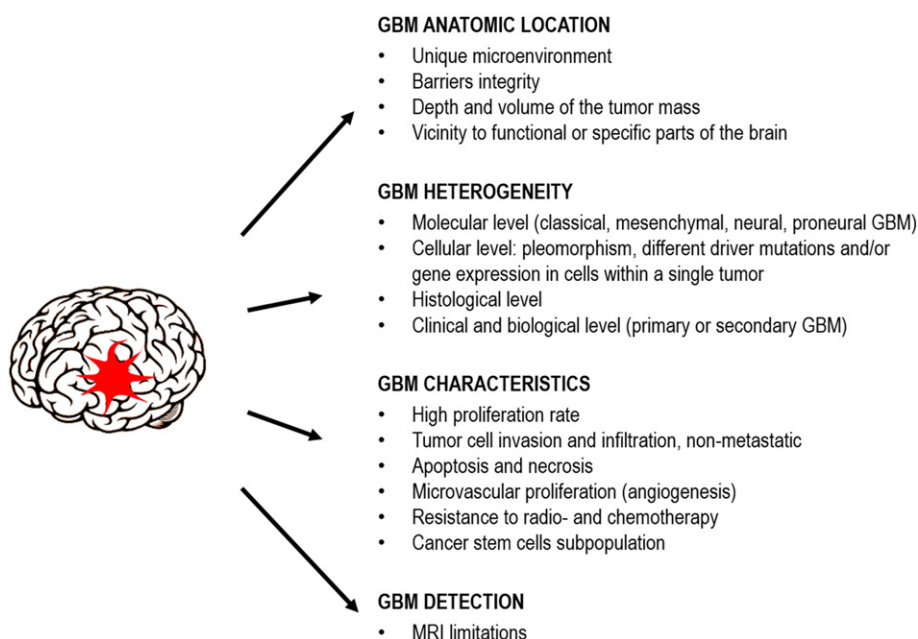 GBM ANATOMIC LOCATION
• Unique microenvironment
• Barriers integrity
• Depth and volume of the tumor mass
• Vicinity to functional or specific parts of the brain
GBM HETEROGENEITY
• Molecular level (classical, mesenchymal, neural, proneural GBM)
• Cellular level: pleomorphism, different driver mutations and/or
gene expression in cells within a single tumor
• Histological level
• Clinical and biological level (primary or secondary GBM)
GBM CHARACTERISTICS
• High proliferation rate
• Tumor cell invasion and infiltration, non-metastatic
• Apoptosis and necrosis
• Microvascular proliferation (angiogenesis)
• Resistance to radio- and chemotherapy
• Cancer stem cells subpopulation
GBM DETECTION
• MRI limitations